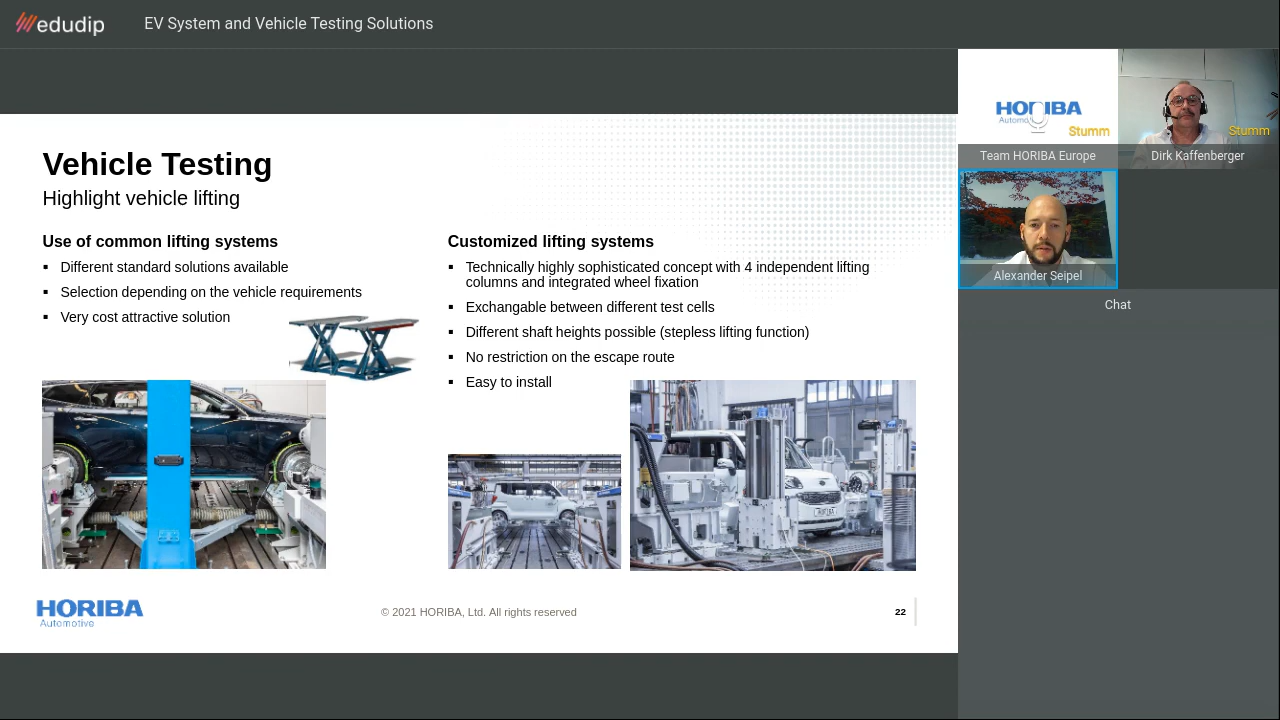 edudip
EV System and Vehicle Testing Solutions
Vehicle Testing
Highlight vehicle lifting
Use of common lifting systems
▪ Different standard solutions available
▪ Selection depending on the vehicle requirements
▪ Very cost attractive solution
Customized lifting systems
▪ Technically highly sophisticated concept with 4 independent lifting
columns and integrated wheel fixation
▪ Exchangable between different test cells
▪ Different shaft heights possible (stepless lifting function)
▪ No restriction on the escape route
▪ Easy to install
HORIBA
HORIBA
Automotive
© 2021 HORIBA, Ltd. All rights reserved
22
HORIBA
Stumm
Team HORIBA Europe
Stumm
Dirk Kaffenberger
Alexander Seipel
Chat